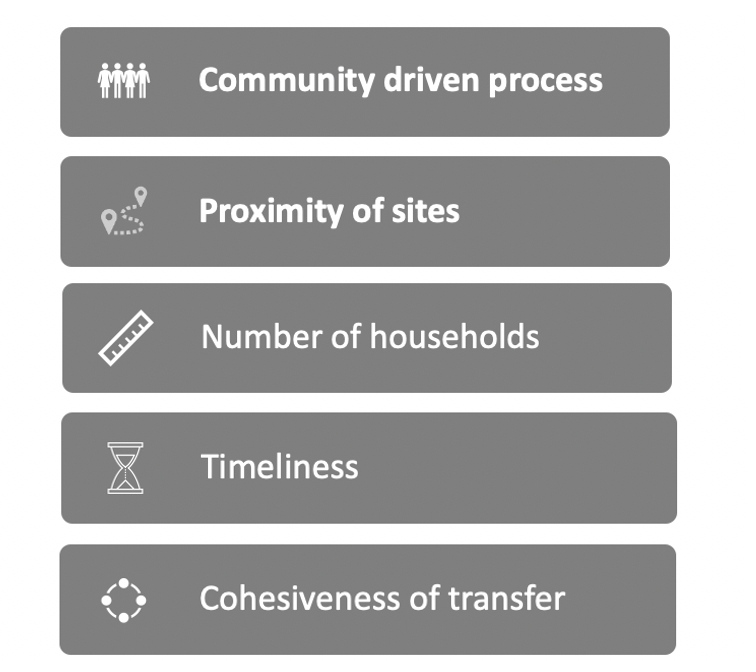 Community driven process
Proximity of sites
Number of households
Timeliness
Cohesiveness of transfer